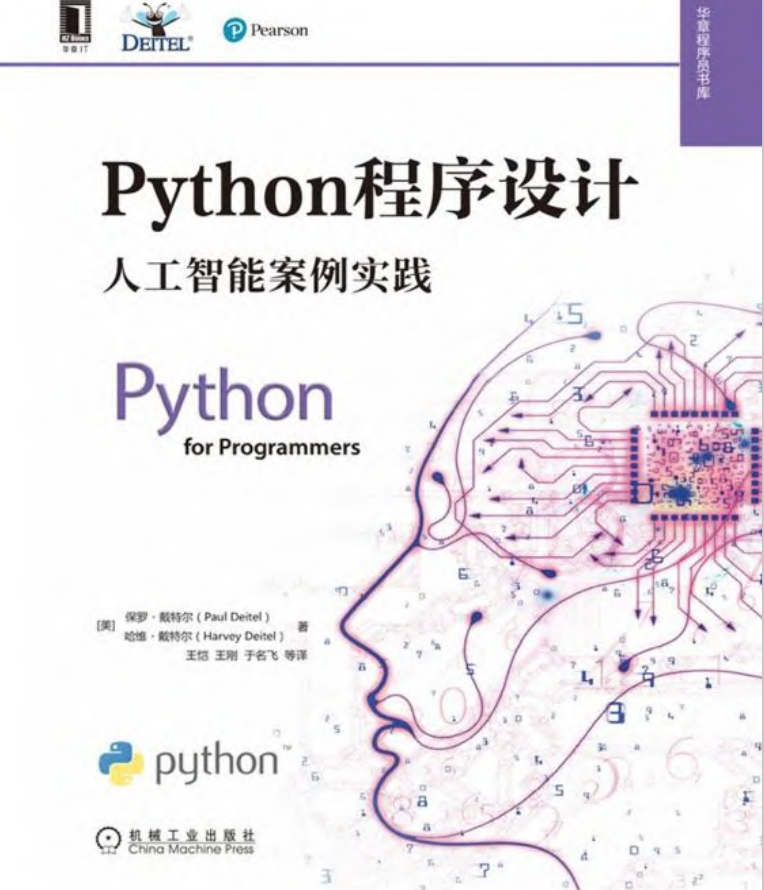 华章IT
DEITEL®
Pearson
华章程序员书库
Python程序设计
人工智能案例实践
Python
for Programmers
[美] 保罗·戴特尔（Paul Deitel） 著
哈维·戴特尔（Harvey Deitel）
王恺 王刚 于名飞 等译
python™
机械工业出版社
China Machine Press